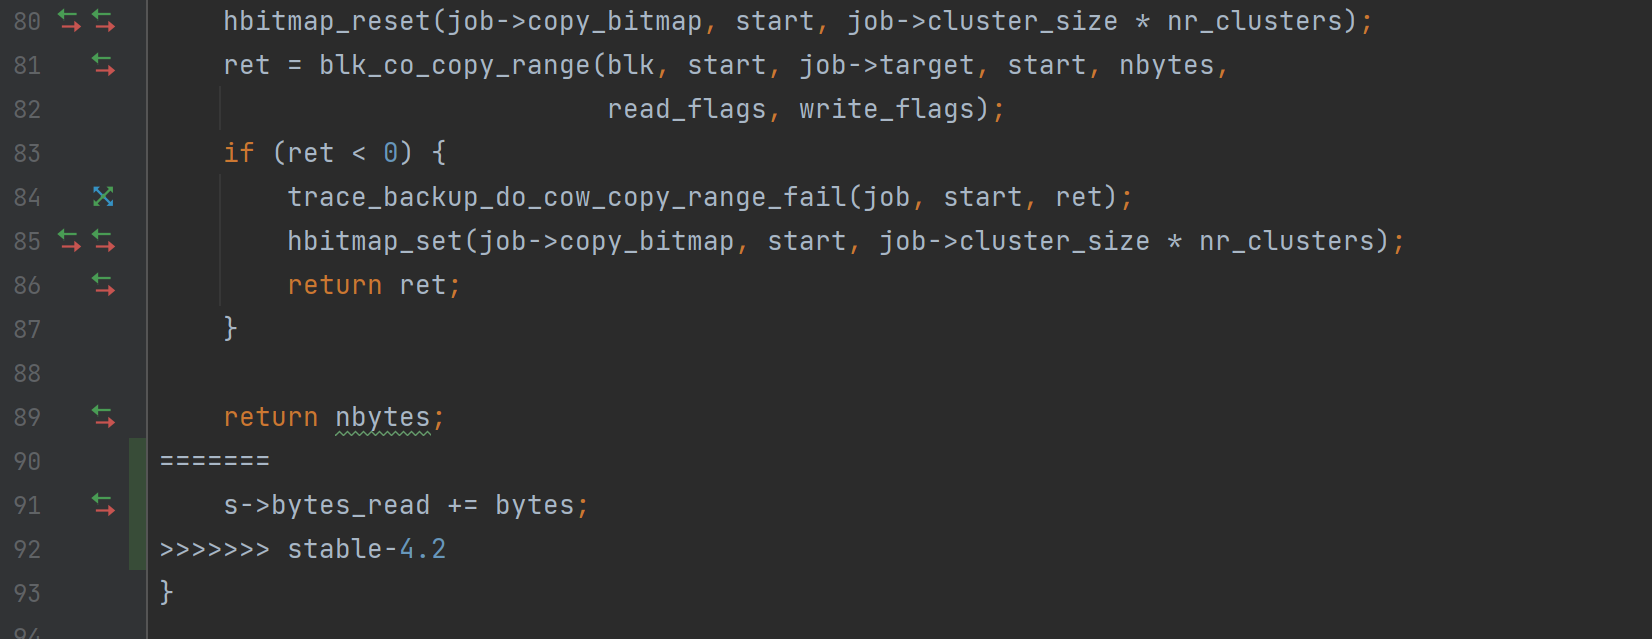 80 hbitmap_reset(job->copy_bitmap, start, job->cluster_size * nr_clusters);
81 ret = blk_co_copy_range(blk, start, job->target, start, nbytes,
82 read_flags, write_flags);
83 if (ret < 0) {
84 trace_backup_do_cow_copy_range_fail(job, start, ret);
85 hbitmap_set(job->copy_bitmap, start, job->cluster_size * nr_clusters);
86 return ret;
87 }
88
89 return nbytes;
90 =======
91 s->bytes_read += bytes;
92 >>>>>>> stable-4.2
93 }
94